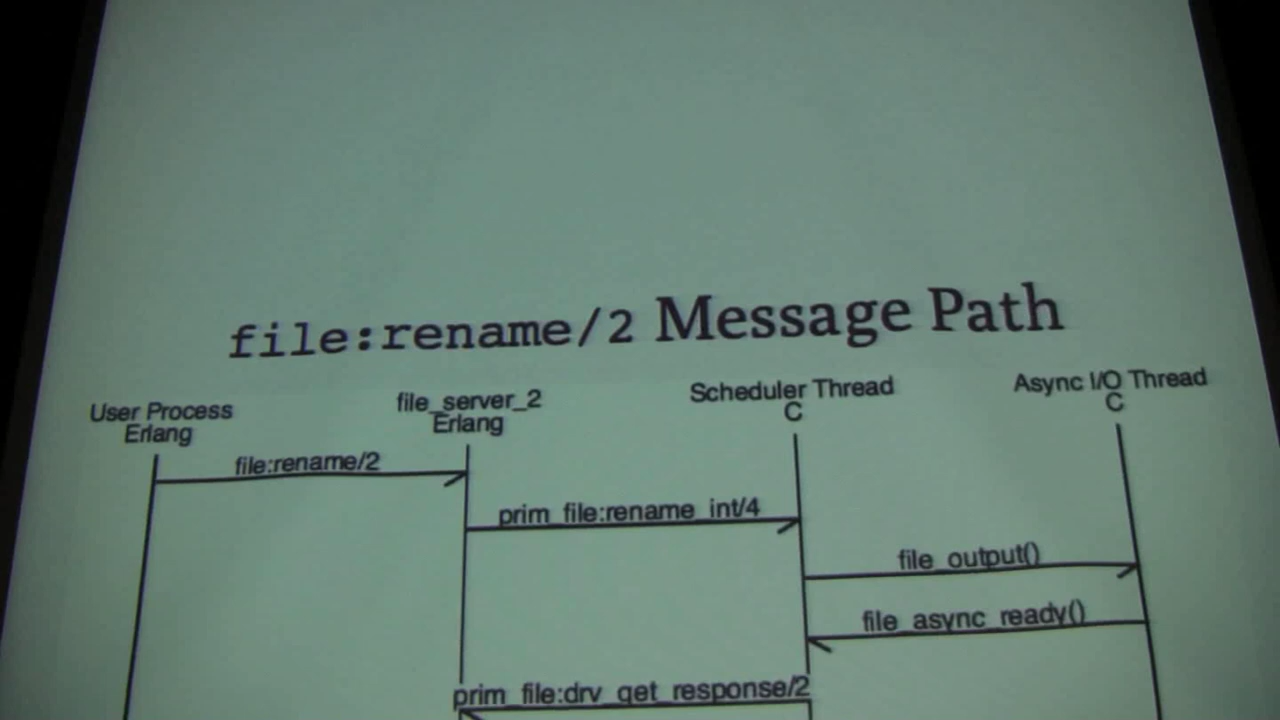 file:rename/2 Message Path
User Process
Erlang
file_server_2
Erlang
Scheduler Thread
C
Async I/O Thread
C
file:rename/2
prim_file:rename_int/4
file_output()
file_async_ready()
prim_file:drv_get_response/2